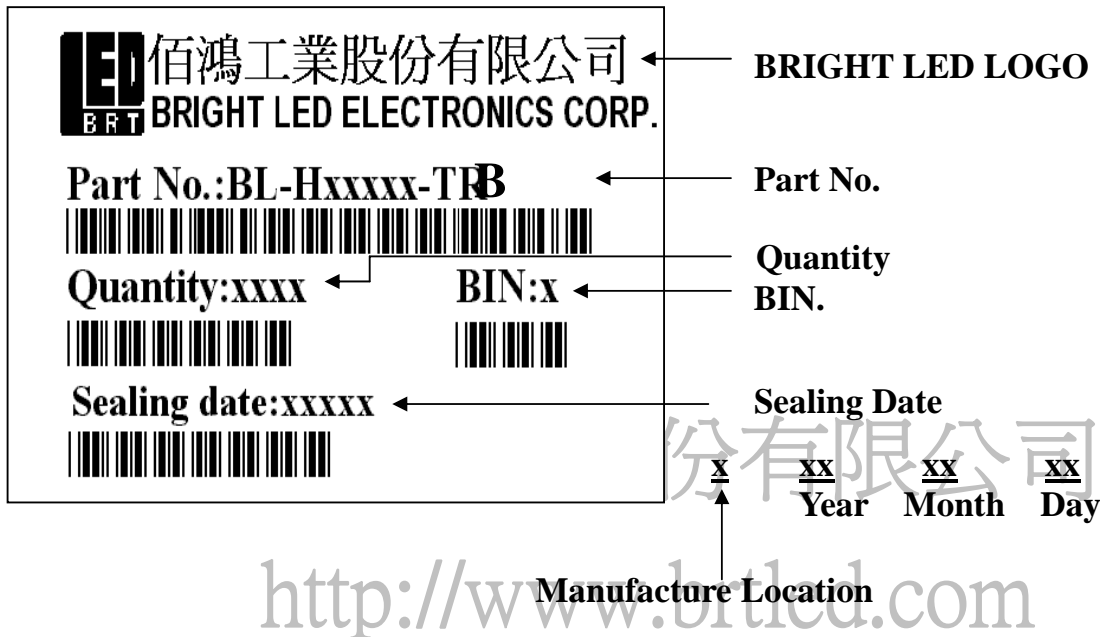 LED 佰鴻工業股份有限公司 BRIGHT LED LOGO
BRT BRIGHT LED ELECTRONICS CORP.
Part No.:BL-Hxxxxx-TRB Part No.
Quantity:xxxx BIN:x Quantity
BIN.
Sealing date:xxxxx Sealing Date
份有限公司
x xx xx xx
Year Month Day
Manufacture Location
http://www.brtled.com